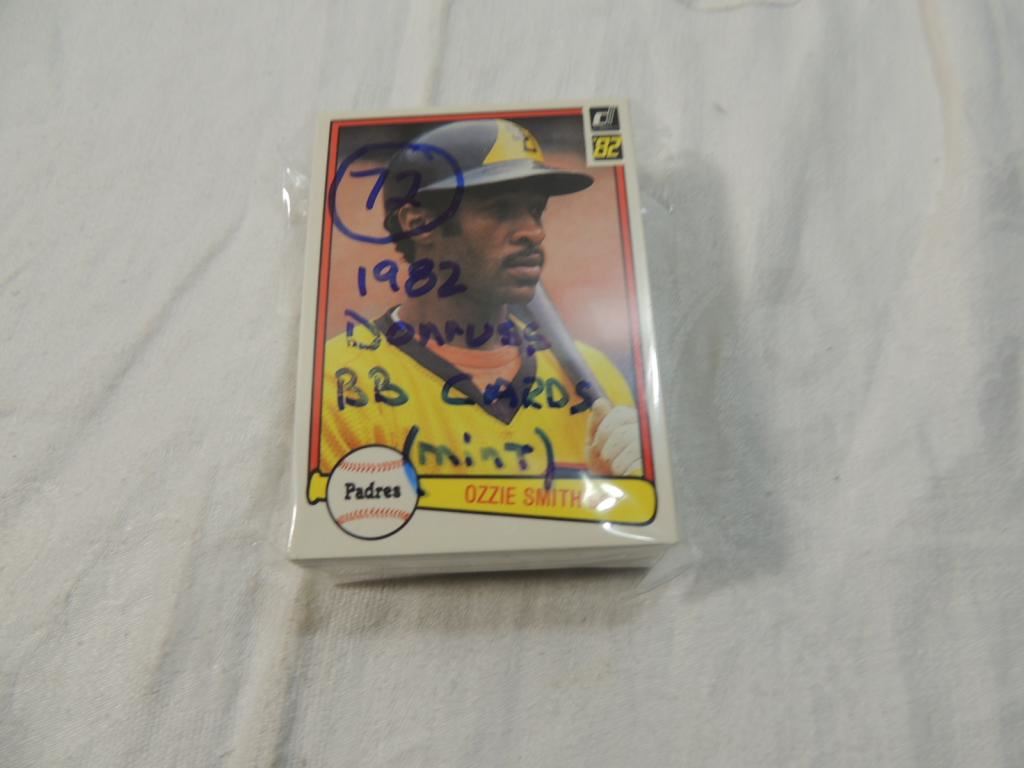 d
'82
72
1982
Donruss
BB CARDS
(mint)
Padres
OZZIE SMITH